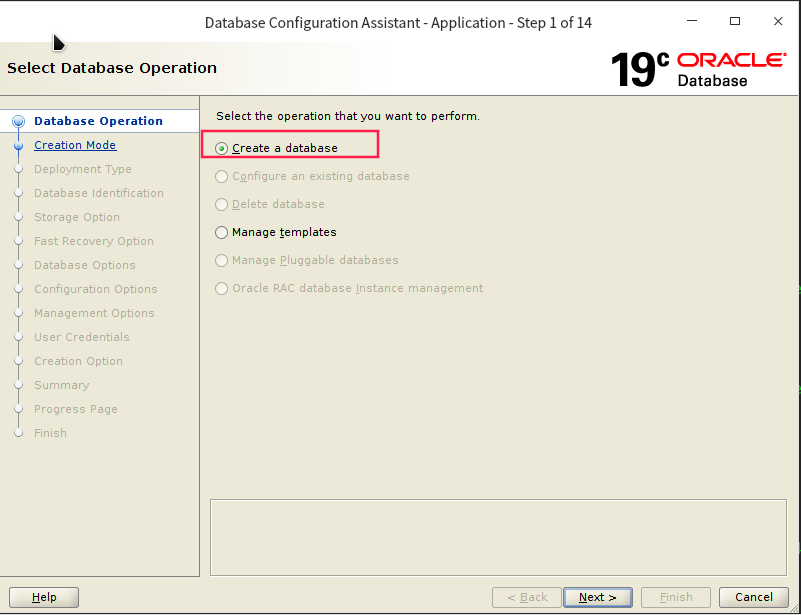 Database Configuration Assistant - Application - Step 1 of 14
Select Database Operation
19c ORACLE
Database
Database Operation
Creation Mode
Deployment Type
Database Identification
Storage Option
Fast Recovery Option
Database Options
Configuration Options
Management Options
User Credentials
Creation Option
Summary
Progress Page
Finish
Select the operation that you want to perform.
Create a database
Configure an existing database
Delete database
Manage templates
Manage Pluggable databases
Oracle RAC database Instance management
Help
< Back
Next >
Finish
Cancel